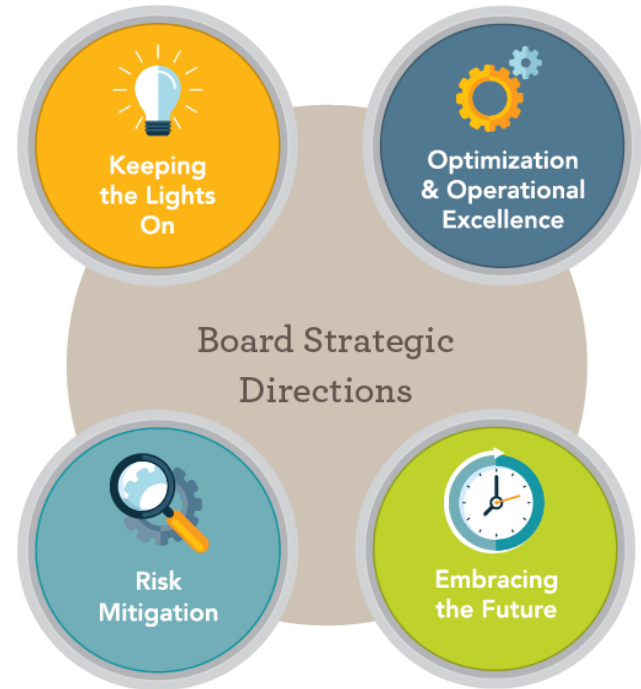 Keeping
the Lights
On
Optimization
& Operational
Excellence
Board Strategic
Directions
Risk
Mitigation
Embracing
the Future